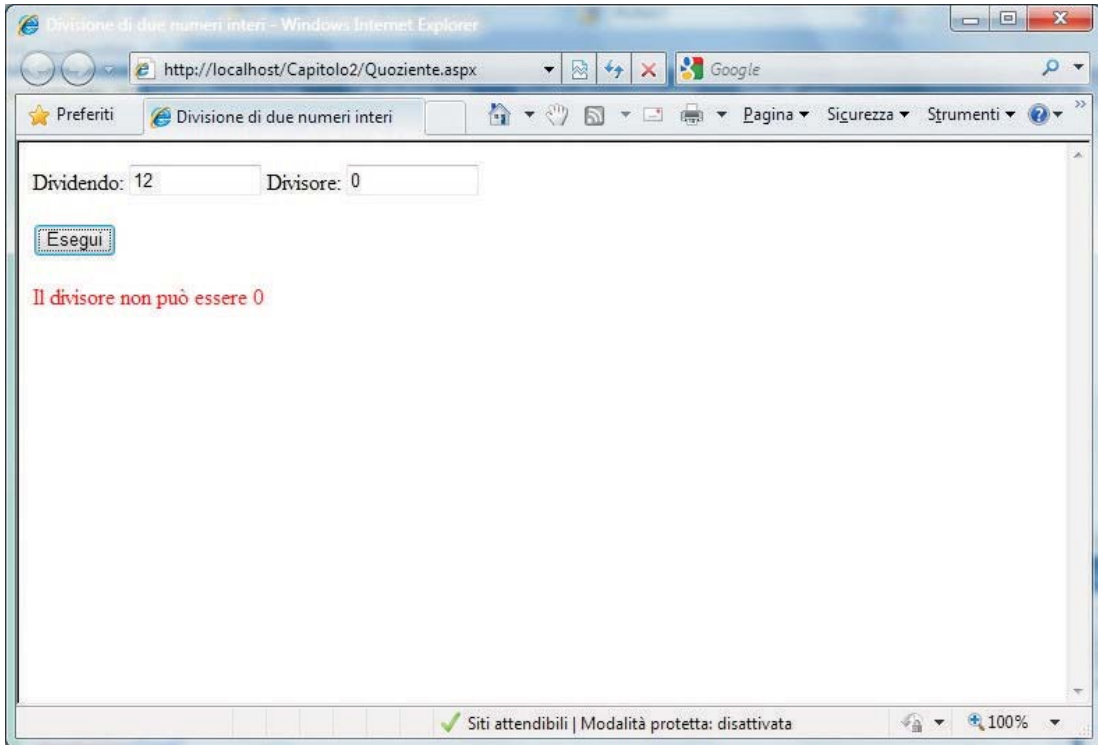 Divisione di due numeri interi - Windows Internet Explorer
http://localhost/Capitolo2/Quoziente.aspx
Google
Preferiti
Divisione di due numeri interi
Pagina
Sicurezza
Strumenti
Dividendo: 12 Divisore: 0
Esegui
Il divisore non può essere 0
Siti attendibili | Modalità protetta: disattivata
100%